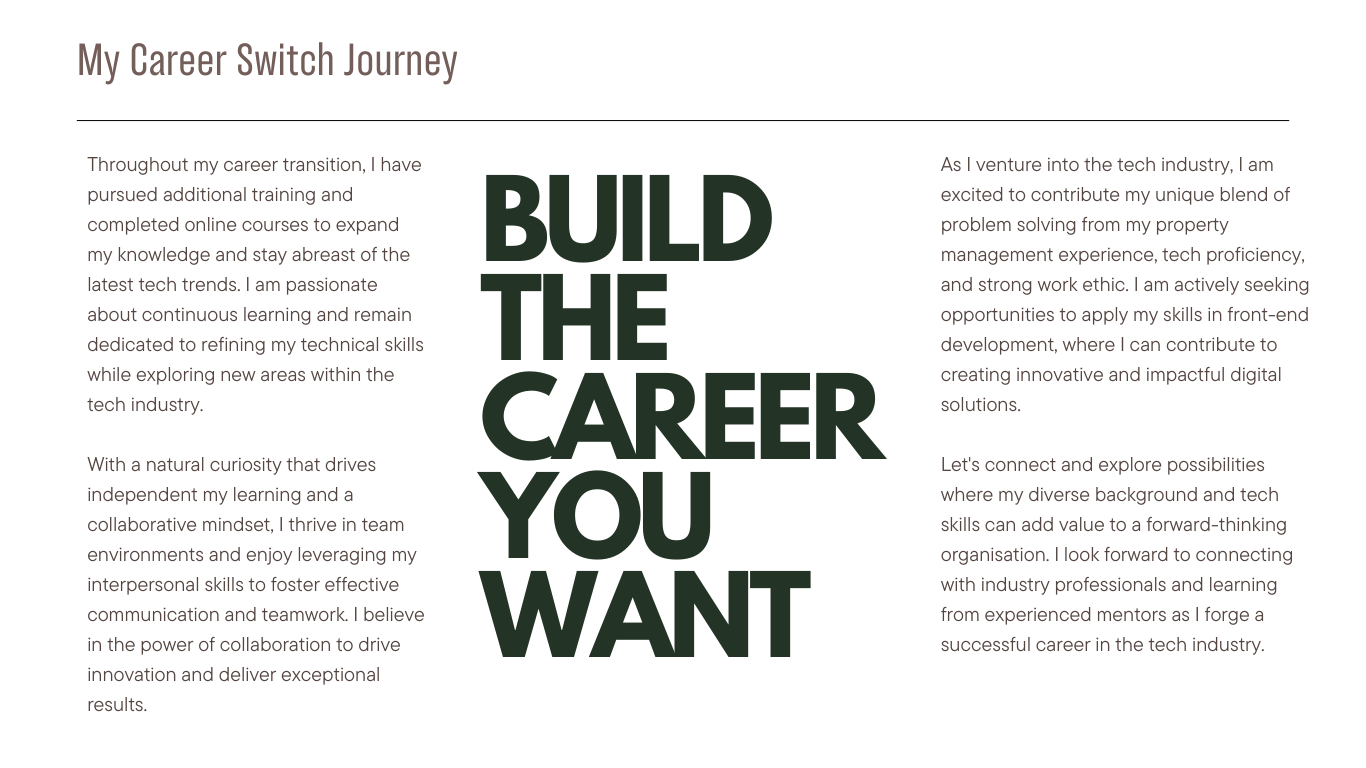 My Career Switch Journey
Throughout my career transition, I have
pursued additional training and
completed online courses to expand
my knowledge and stay abreast of the
latest tech trends. I am passionate
about continuous learning and remain
dedicated to refining my technical skills
while exploring new areas within the
tech industry.
With a natural curiosity that drives
independent my learning and a
collaborative mindset, I thrive in team
environments and enjoy leveraging my
interpersonal skills to foster effective
communication and teamwork. I believe
in the power of collaboration to drive
innovation and deliver exceptional
results.
BUILD
THE
CAREER
YOU
WANT
As I venture into the tech industry, I am
excited to contribute my unique blend of
problem solving from my property
management experience, tech proficiency,
and strong work ethic. I am actively seeking
opportunities to apply my skills in front-end
development, where I can contribute to
creating innovative and impactful digital
solutions.
Let's connect and explore possibilities
where my diverse background and tech
skills can add value to a forward-thinking
organisation. I look forward to connecting
with industry professionals and learning
from experienced mentors as I forge a
successful career in the tech industry.